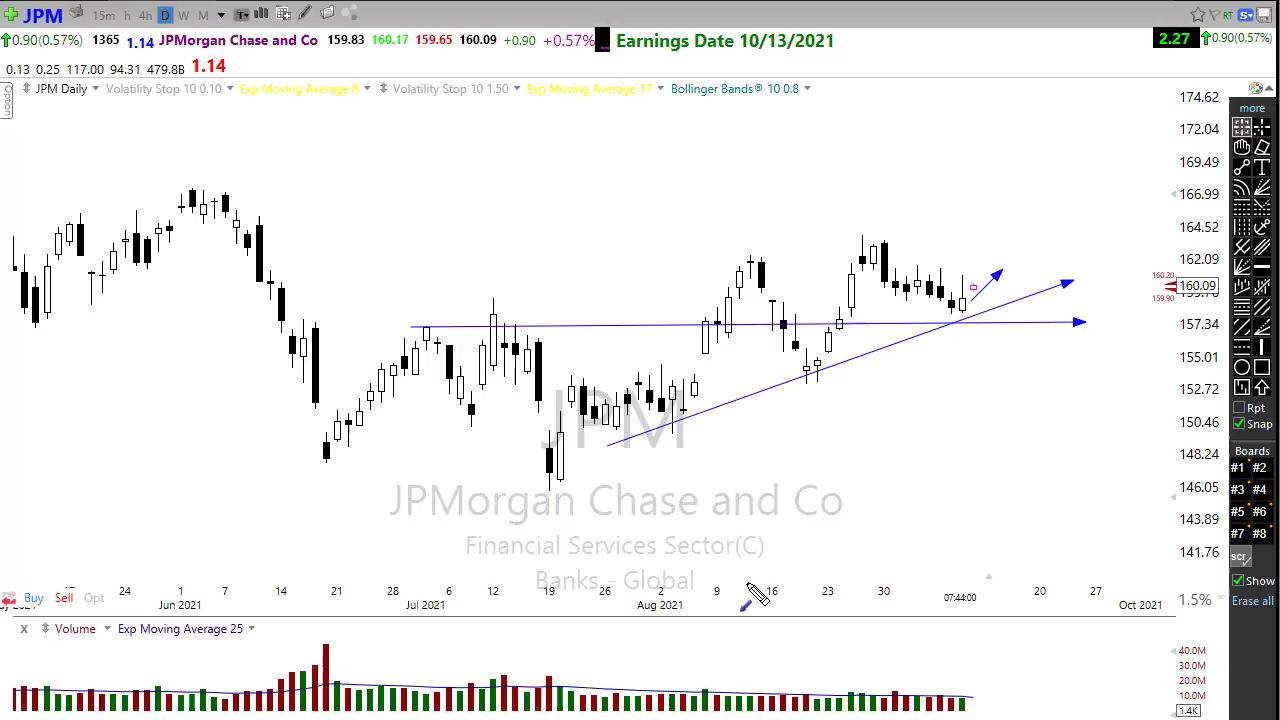 JPM 15m h 4h D W M T RT S
0.90(0.57%) 1365 1.14 JPMorgan Chase and Co 159.83 160.17 159.65 160.09 +0.90 +0.57% Earnings Date 10/13/2021 2.27 0.90(0.57%)
0.13 0.25 117.00 94.31 479.8B 1.14
Option
JPM Daily Volatility Stop 10 0.10 Exp Moving Average 8 Volatility Stop 10 1.50 Exp Moving Average 17 Bollinger Bands® 10 0.8
174.62
172.04
169.49
166.99
164.52
162.09
160.20
160.09
159.90
157.34
155.01
152.72
150.46
148.24
146.05
143.89
141.76
more
T
Rpt
Snap
Boards
#1 #2
#3 #4
#5 #6
#7 #8
scr
Show
Erase all
JPM
JPMorgan Chase and Co
Financial Services Sector(C)
Banks - Global
24 1 7 14 21 28 6 12 19 26 2 9 16 23 30 20 27
Buy Sell Opt
Jun 2021 Jul 2021 Aug 2021 07:44:00 Oct 2021 1.5%
X Volume Exp Moving Average 25
40.0M
30.0M
20.0M
10.0M
1.4K